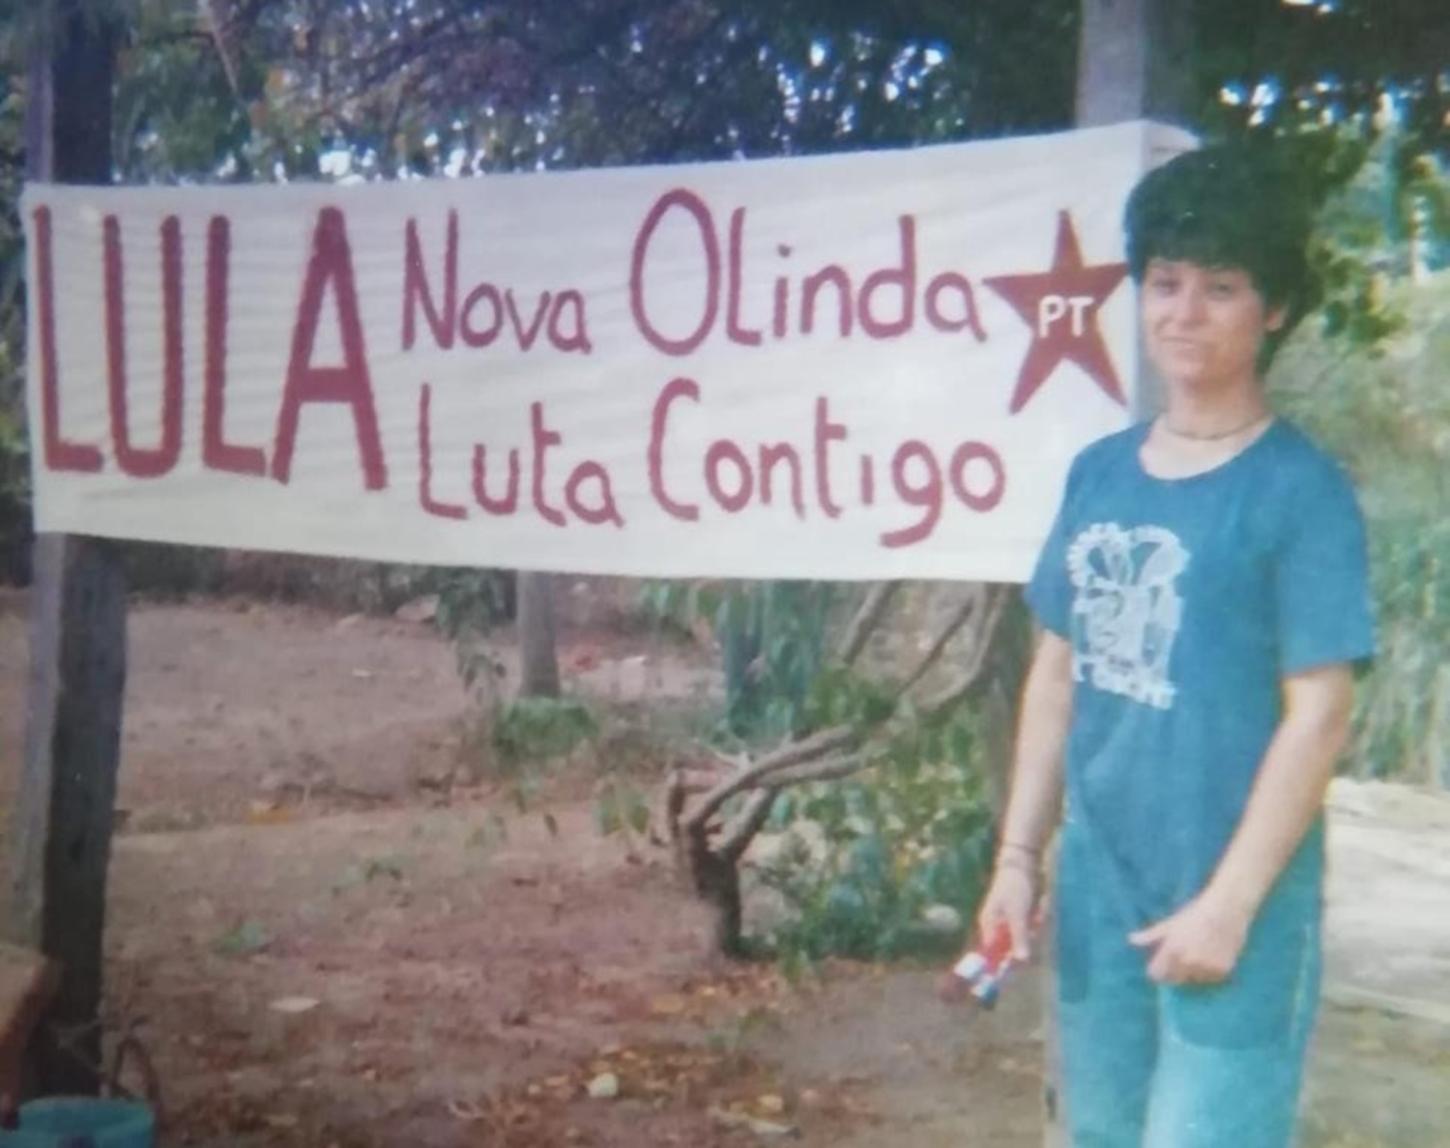 LULA
Nova Olinda
PT
Luta Contigo